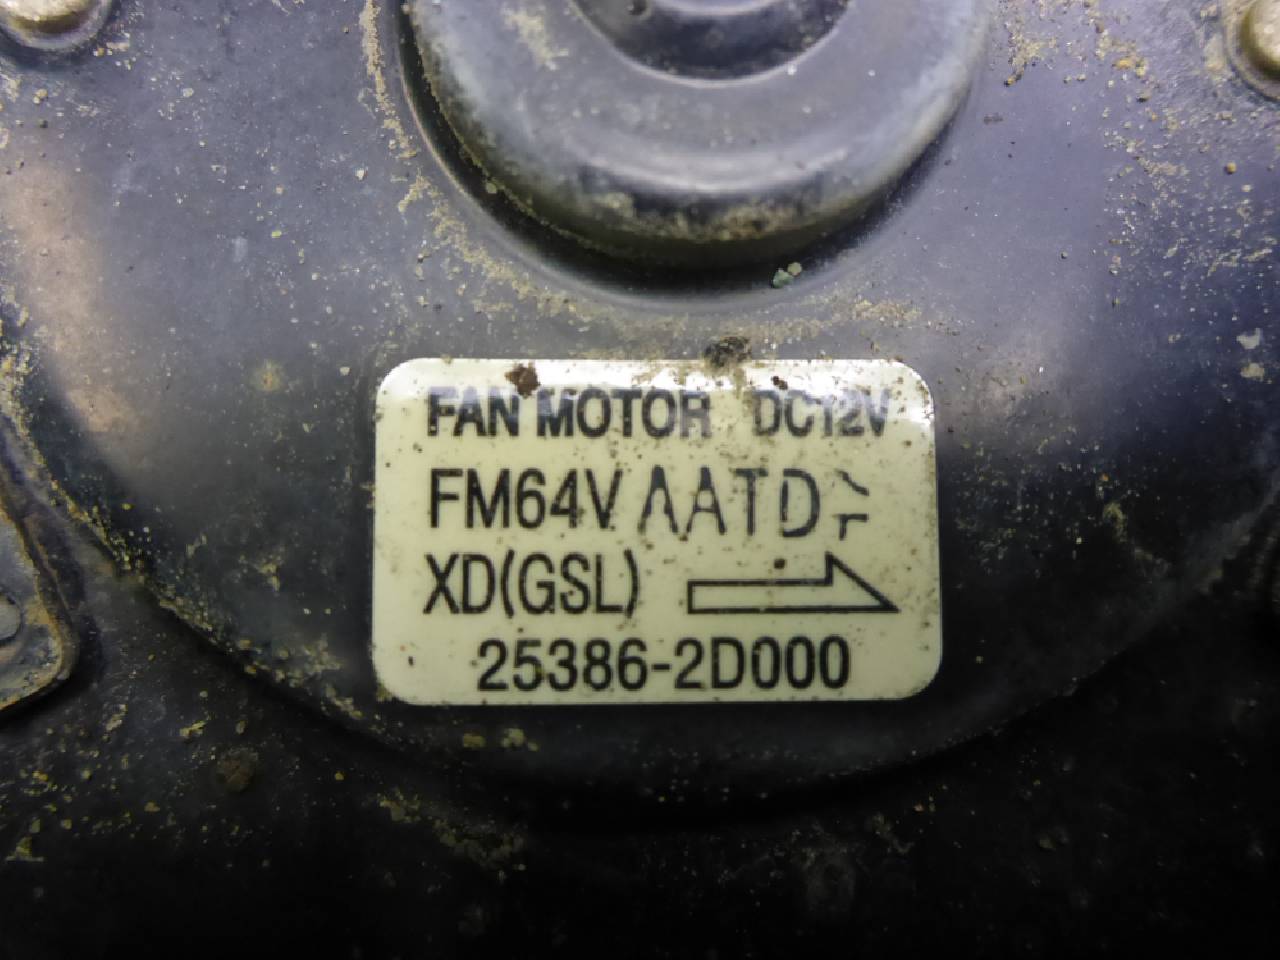 FAN MOTOR DC12V
FM64V AATD
XD(GSL)
25386-2D000